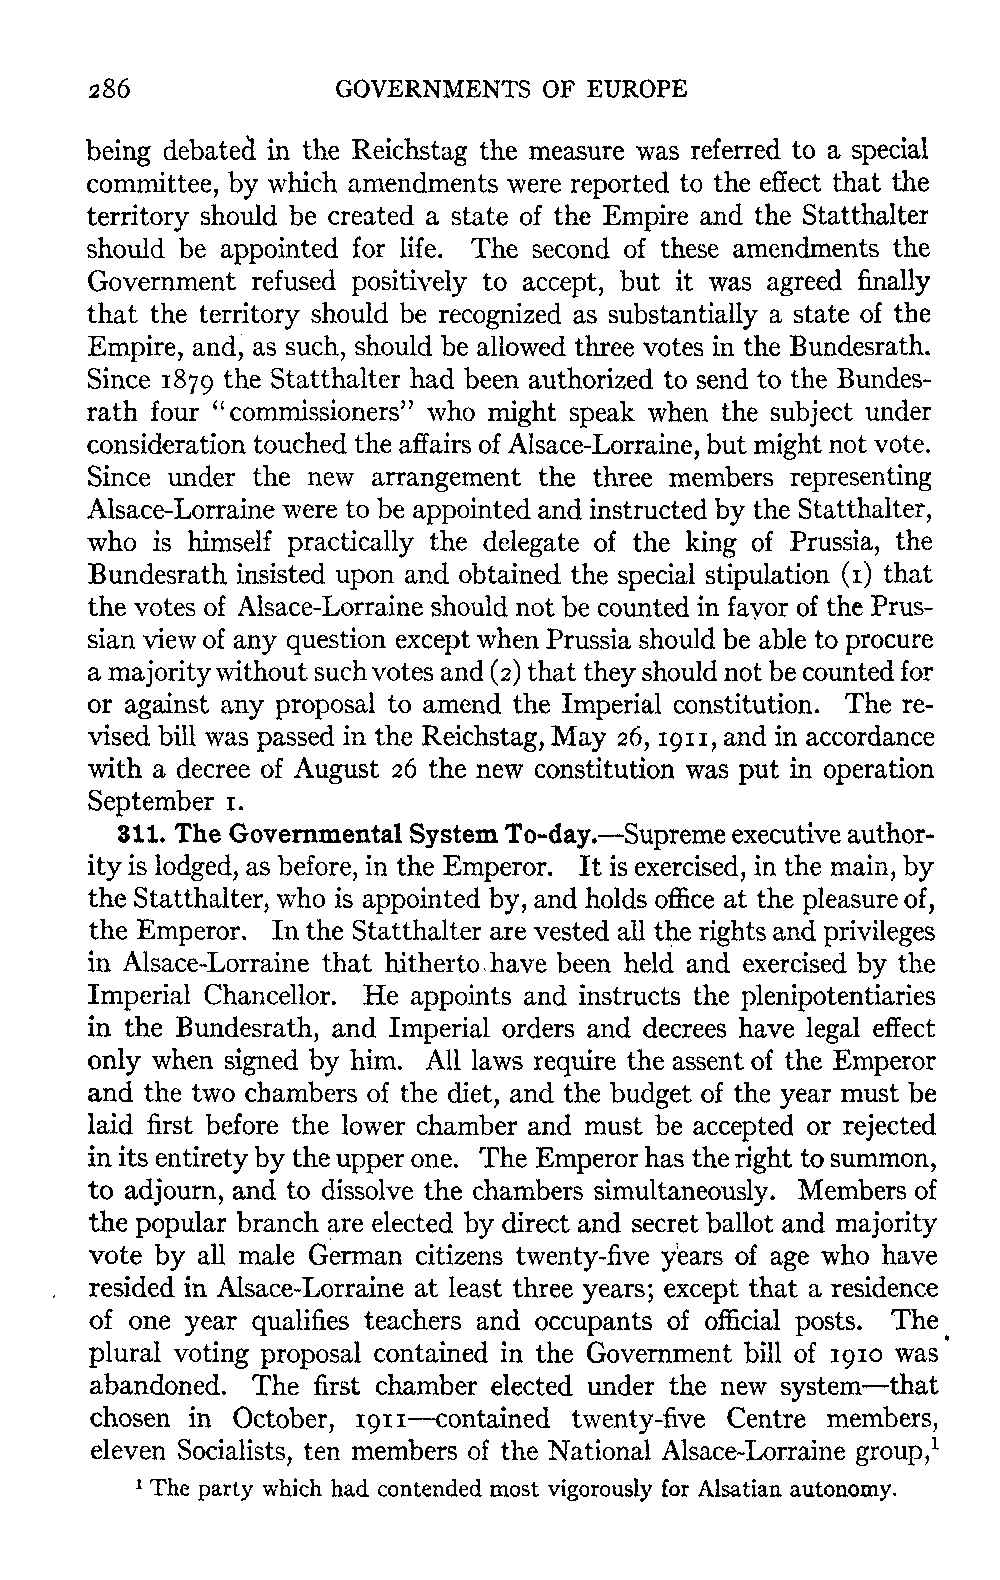 286 GOVERNMENTS OF EUROPE
being debated in the Reichstag the measure was referred to a special
committee, by which amendments were reported to the effect that the
territory should be created a state of the Empire and the Statthalter
should be appointed for life. The second of these amendments the
Government refused positively to accept, but it was agreed finally
that the territory should be recognized as substantially a state of the
Empire, and, as such, should be allowed three votes in the Bundesrath.
Since 1879 the Statthalter had been authorized to send to the Bundes-
rath four “commissioners” who might speak when the subject under
consideration touched the affairs of Alsace-Lorraine, but might not vote.
Since under the new arrangement the three members representing
Alsace-Lorraine were to be appointed and instructed by the Statthalter,
who is himself practically the delegate of the king of Prussia, the
Bundesrath insisted upon and obtained the special stipulation (1) that
the votes of Alsace-Lorraine should not be counted in favor of the Prus-
sian view of any question except when Prussia should be able to procure
a majority without such votes and (2) that they should not be counted for
or against any proposal to amend the Imperial constitution. The re-
vised bill was passed in the Reichstag, May 26, 1911, and in accordance
with a decree of August 26 the new constitution was put in operation
September 1.
311. The Governmental System To-day.—Supreme executive author-
ity is lodged, as before, in the Emperor. It is exercised, in the main, by
the Statthalter, who is appointed by, and holds office at the pleasure of,
the Emperor. In the Statthalter are vested all the rights and privileges
in Alsace-Lorraine that hitherto have been held and exercised by the
Imperial Chancellor. He appoints and instructs the plenipotentiaries
in the Bundesrath, and Imperial orders and decrees have legal effect
only when signed by him. All laws require the assent of the Emperor
and the two chambers of the diet, and the budget of the year must be
laid first before the lower chamber and must be accepted or rejected
in its entirety by the upper one. The Emperor has the right to summon,
to adjourn, and to dissolve the chambers simultaneously. Members of
the popular branch are elected by direct and secret ballot and majority
vote by all male German citizens twenty-five years of age who have
resided in Alsace-Lorraine at least three years; except that a residence
of one year qualifies teachers and occupants of official posts. The
plural voting proposal contained in the Government bill of 1910 was
abandoned. The first chamber elected under the new system—that
chosen in October, 1911—contained twenty-five Centre members,
eleven Socialists, ten members of the National Alsace-Lorraine group,¹
¹ The party which had contended most vigorously for Alsatian autonomy.